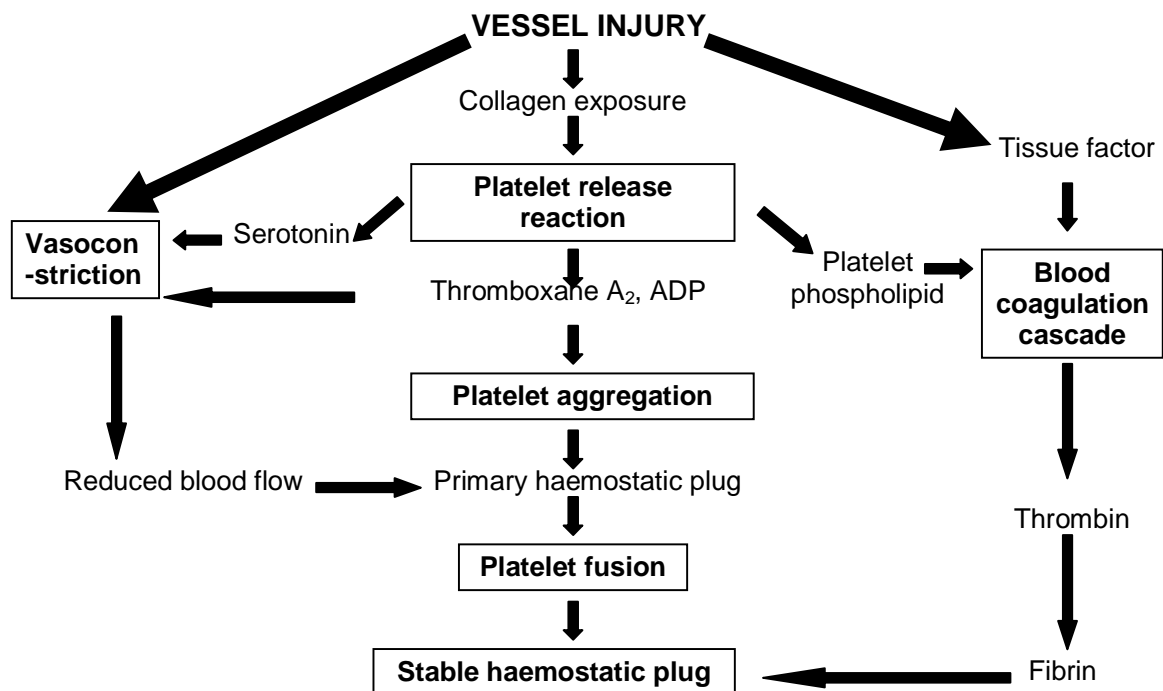 VESSEL INJURY
Collagen exposure
Tissue factor
Platelet release
reaction
Serotonin
Vasocon
-striction
Platelet
phospholipid
Blood
coagulation
cascade
Thromboxane A₂, ADP
Platelet aggregation
Reduced blood flow
Primary haemostatic plug
Thrombin
Platelet fusion
Stable haemostatic plug
Fibrin